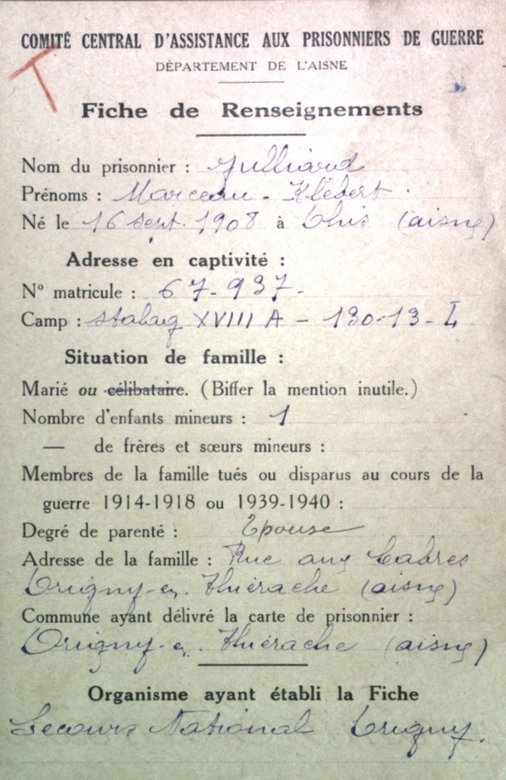 COMITÉ CENTRAL D'ASSISTANCE AUX PRISONNIERS DE GUERRE
DÉPARTEMENT DE L'AISNE
Fiche de Renseignements
Nom du prisonnier : Julliard
Prénoms : Marceau - Klébert.
Né le 16 sept. 1908 à Ohis (aisne)
Adresse en captivité :
N° matricule : 67-937-
Camp : stalag XVIII A - 130-13-L
Situation de famille :
Marié ou célibataire. (Biffer la mention inutile.)
Nombre d'enfants mineurs : 1
— de frères et sœurs mineurs :
Membres de la famille tués ou disparus au cours de la
guerre 1914-1918 ou 1939-1940 :
Degré de parenté : Epouse
Adresse de la famille : Rue aux
Origny-en-Thiérache (aisne)
Commune ayant délivré la carte de prisonnier :
Origny-en-Thiérache (aisne)
Organisme ayant établi la Fiche
Secours National Origny.